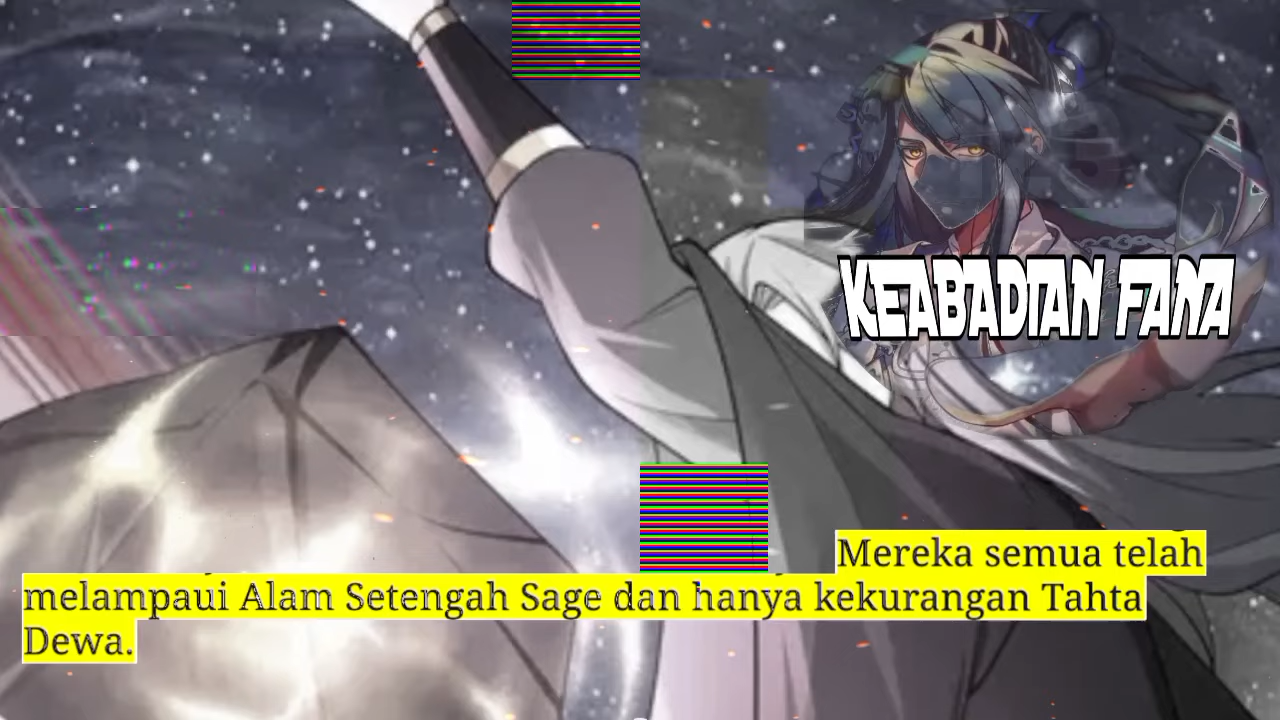 KEABADIAN FANA
Mereka semua telah
melampaui Alam Setengah Sage dan hanya kekurangan Tahta
Dewa.